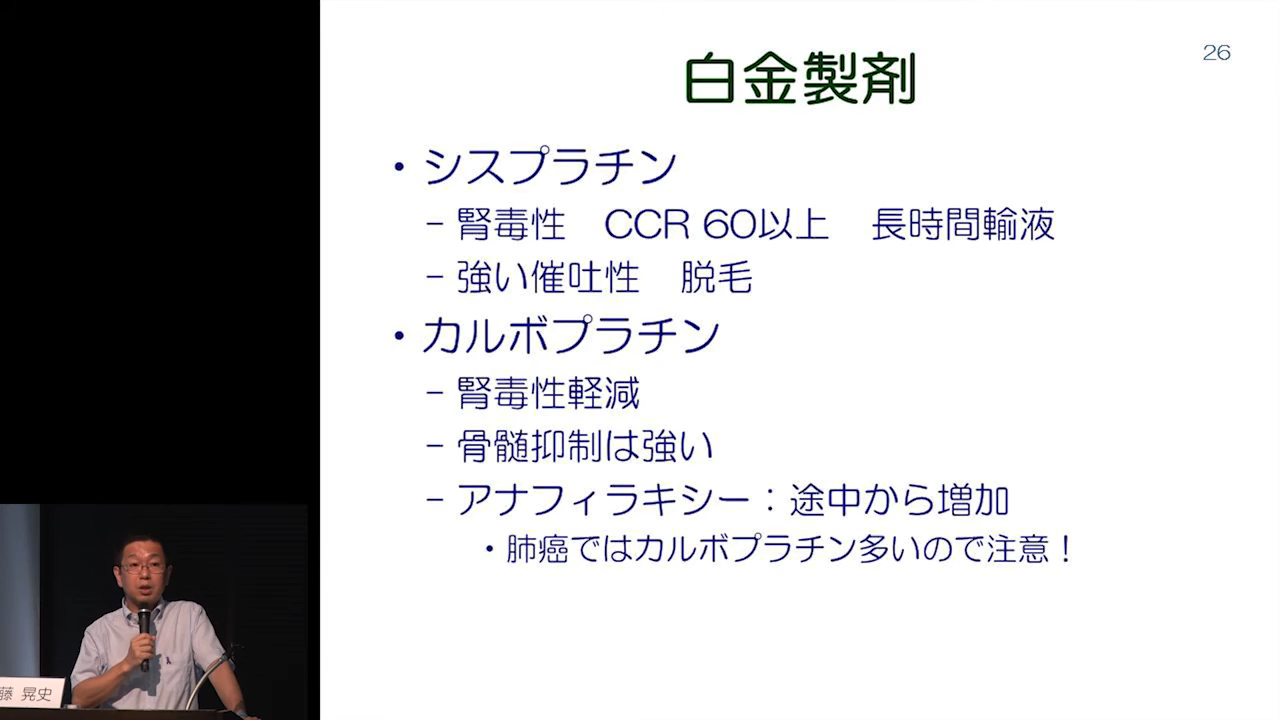 26
白金製剤
・シスプラチン
– 腎毒性　CCR 60以上　長時間輸液
– 強い催吐性　脱毛
・カルボプラチン
– 腎毒性軽減
– 骨髄抑制は強い
– アナフィラキシー：途中から増加
・肺癌ではカルボプラチン多いので注意！
藤 晃史